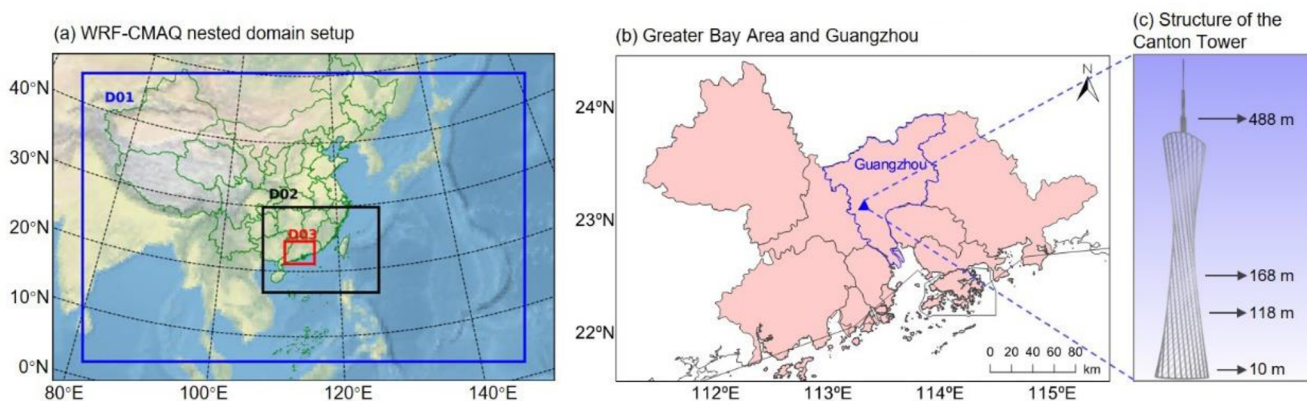 (a) WRF-CMAQ nested domain setup
D01
D02
D03
40°N
30°N
20°N
10°N
0°N
80°E
100°E
120°E
140°E
(b) Greater Bay Area and Guangzhou
N
Guangzhou
24°N
23°N
22°N
0 20 40 60 80
km
112°E
113°E
114°E
115°E
(c) Structure of the
Canton Tower
488 m
168 m
118 m
10 m